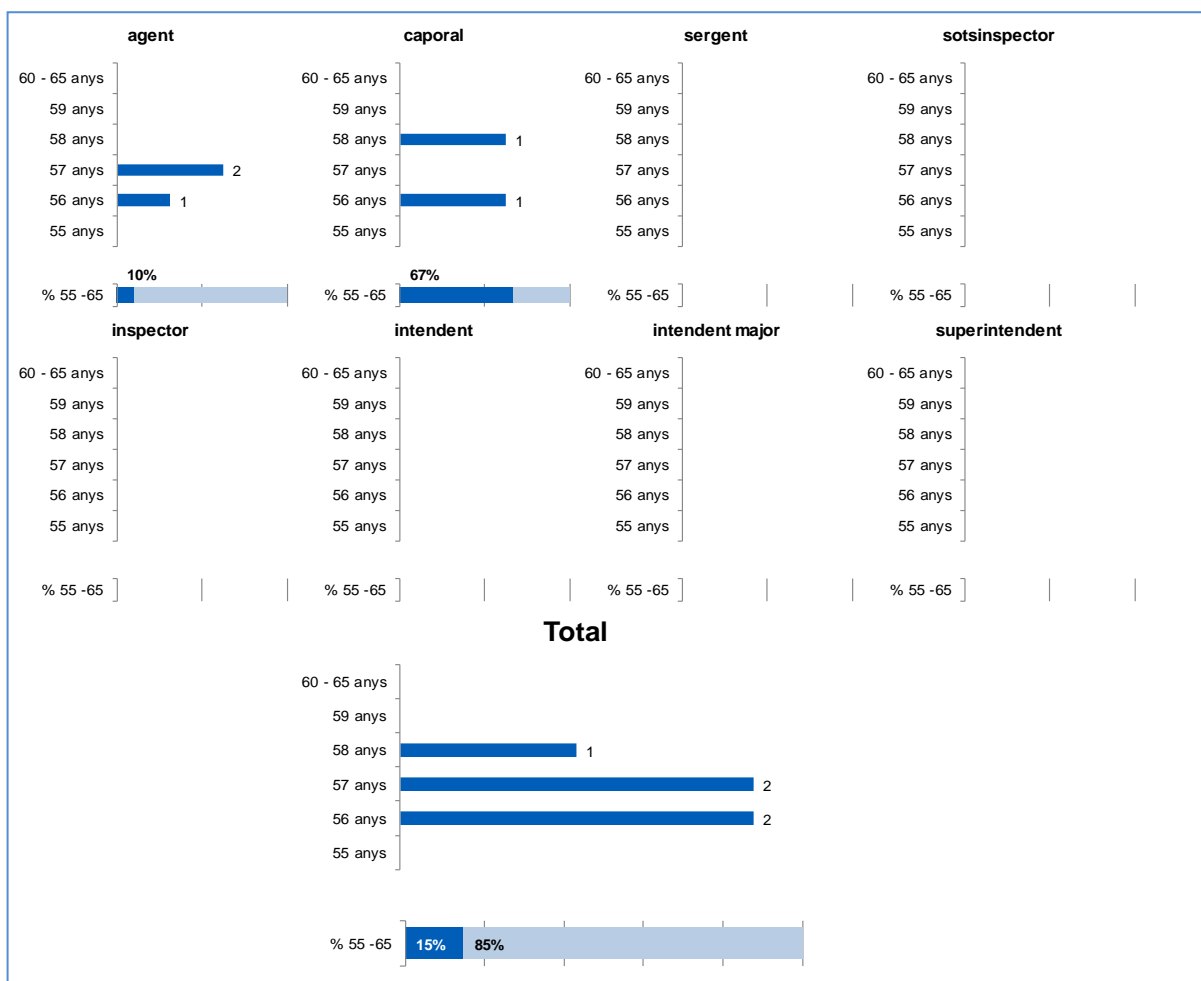 agent
60 - 65 anys
59 anys
58 anys
57 anys 2
56 anys 1
55 anys
10%
% 55 -65
caporal
60 - 65 anys
59 anys
58 anys 1
57 anys
56 anys 1
55 anys
67%
% 55 -65
sergent
60 - 65 anys
59 anys
58 anys
57 anys
56 anys
55 anys
% 55 -65
sotsinspector
60 - 65 anys
59 anys
58 anys
57 anys
56 anys
55 anys
% 55 -65
inspector
60 - 65 anys
59 anys
58 anys
57 anys
56 anys
55 anys
% 55 -65
intendent
60 - 65 anys
59 anys
58 anys
57 anys
56 anys
55 anys
% 55 -65
intendent major
60 - 65 anys
59 anys
58 anys
57 anys
56 anys
55 anys
% 55 -65
superintendent
60 - 65 anys
59 anys
58 anys
57 anys
56 anys
55 anys
% 55 -65
Total
60 - 65 anys
59 anys
58 anys 1
57 anys 2
56 anys 2
55 anys
% 55 -65 15% 85%